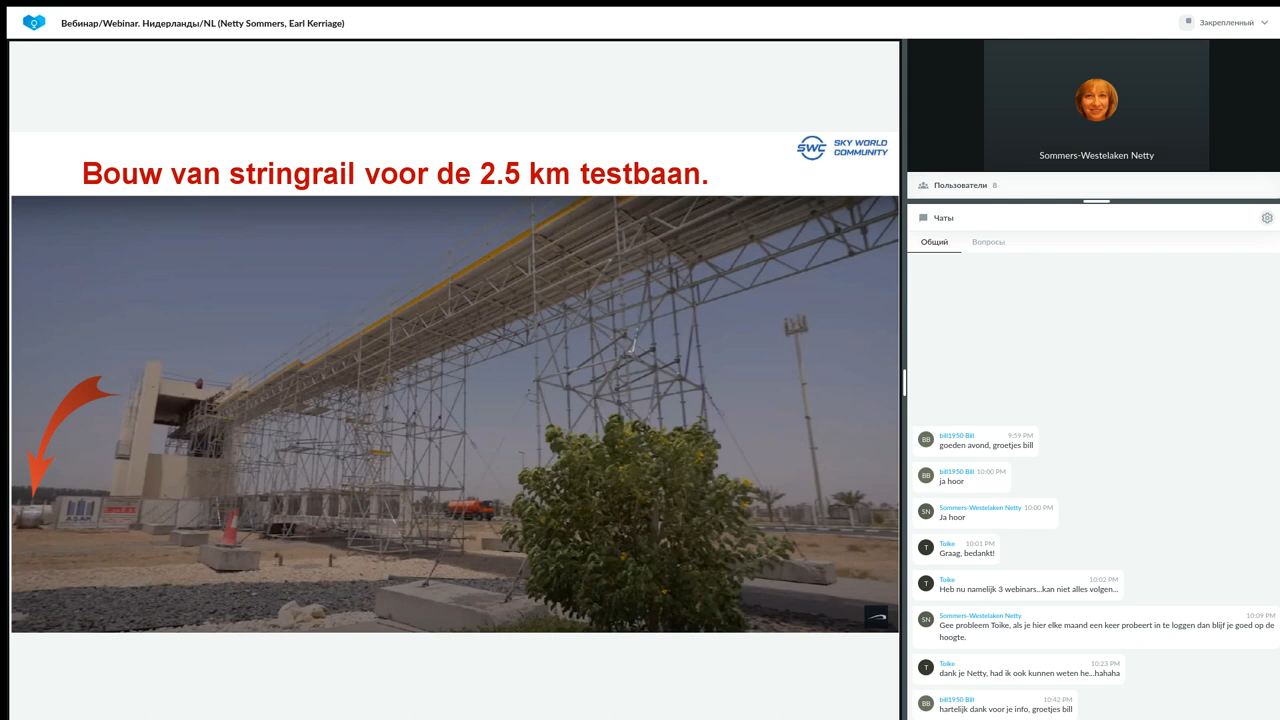 Вебинар/Webinar. Нидерланды/NL (Netty Sommers, Earl Kerriage)
Закрепленный
SWC SKY WORLD
COMMUNITY
Bouw van stringrail voor de 2.5 km testbaan.
Sommers-Westelaken Netty
Пользователи 8
Чаты
Общий Вопросы
BB bill1950 Bill 9:59 PM
goeden avond, groetjes bill
BB bill1950 Bill 10:00 PM
ja hoor
SN Sommers-Westelaken Netty 10:00 PM
Ja hoor
T Toike 10:01 PM
Graag, bedankt!
T Toike 10:02 PM
Heb nu namelijk 3 webinars...kan niet alles volgen...
SN Sommers-Westelaken Netty 10:09 PM
Gee probleem Toike, als je hier elke maand een keer probeert in te loggen dan blijf je goed op de
hoogte.
T Toike 10:23 PM
dank je Netty, had ik ook kunnen weten he...hahaha
BB bill1950 Bill 10:42 PM
hartelijk dank voor je info, groetjes bill